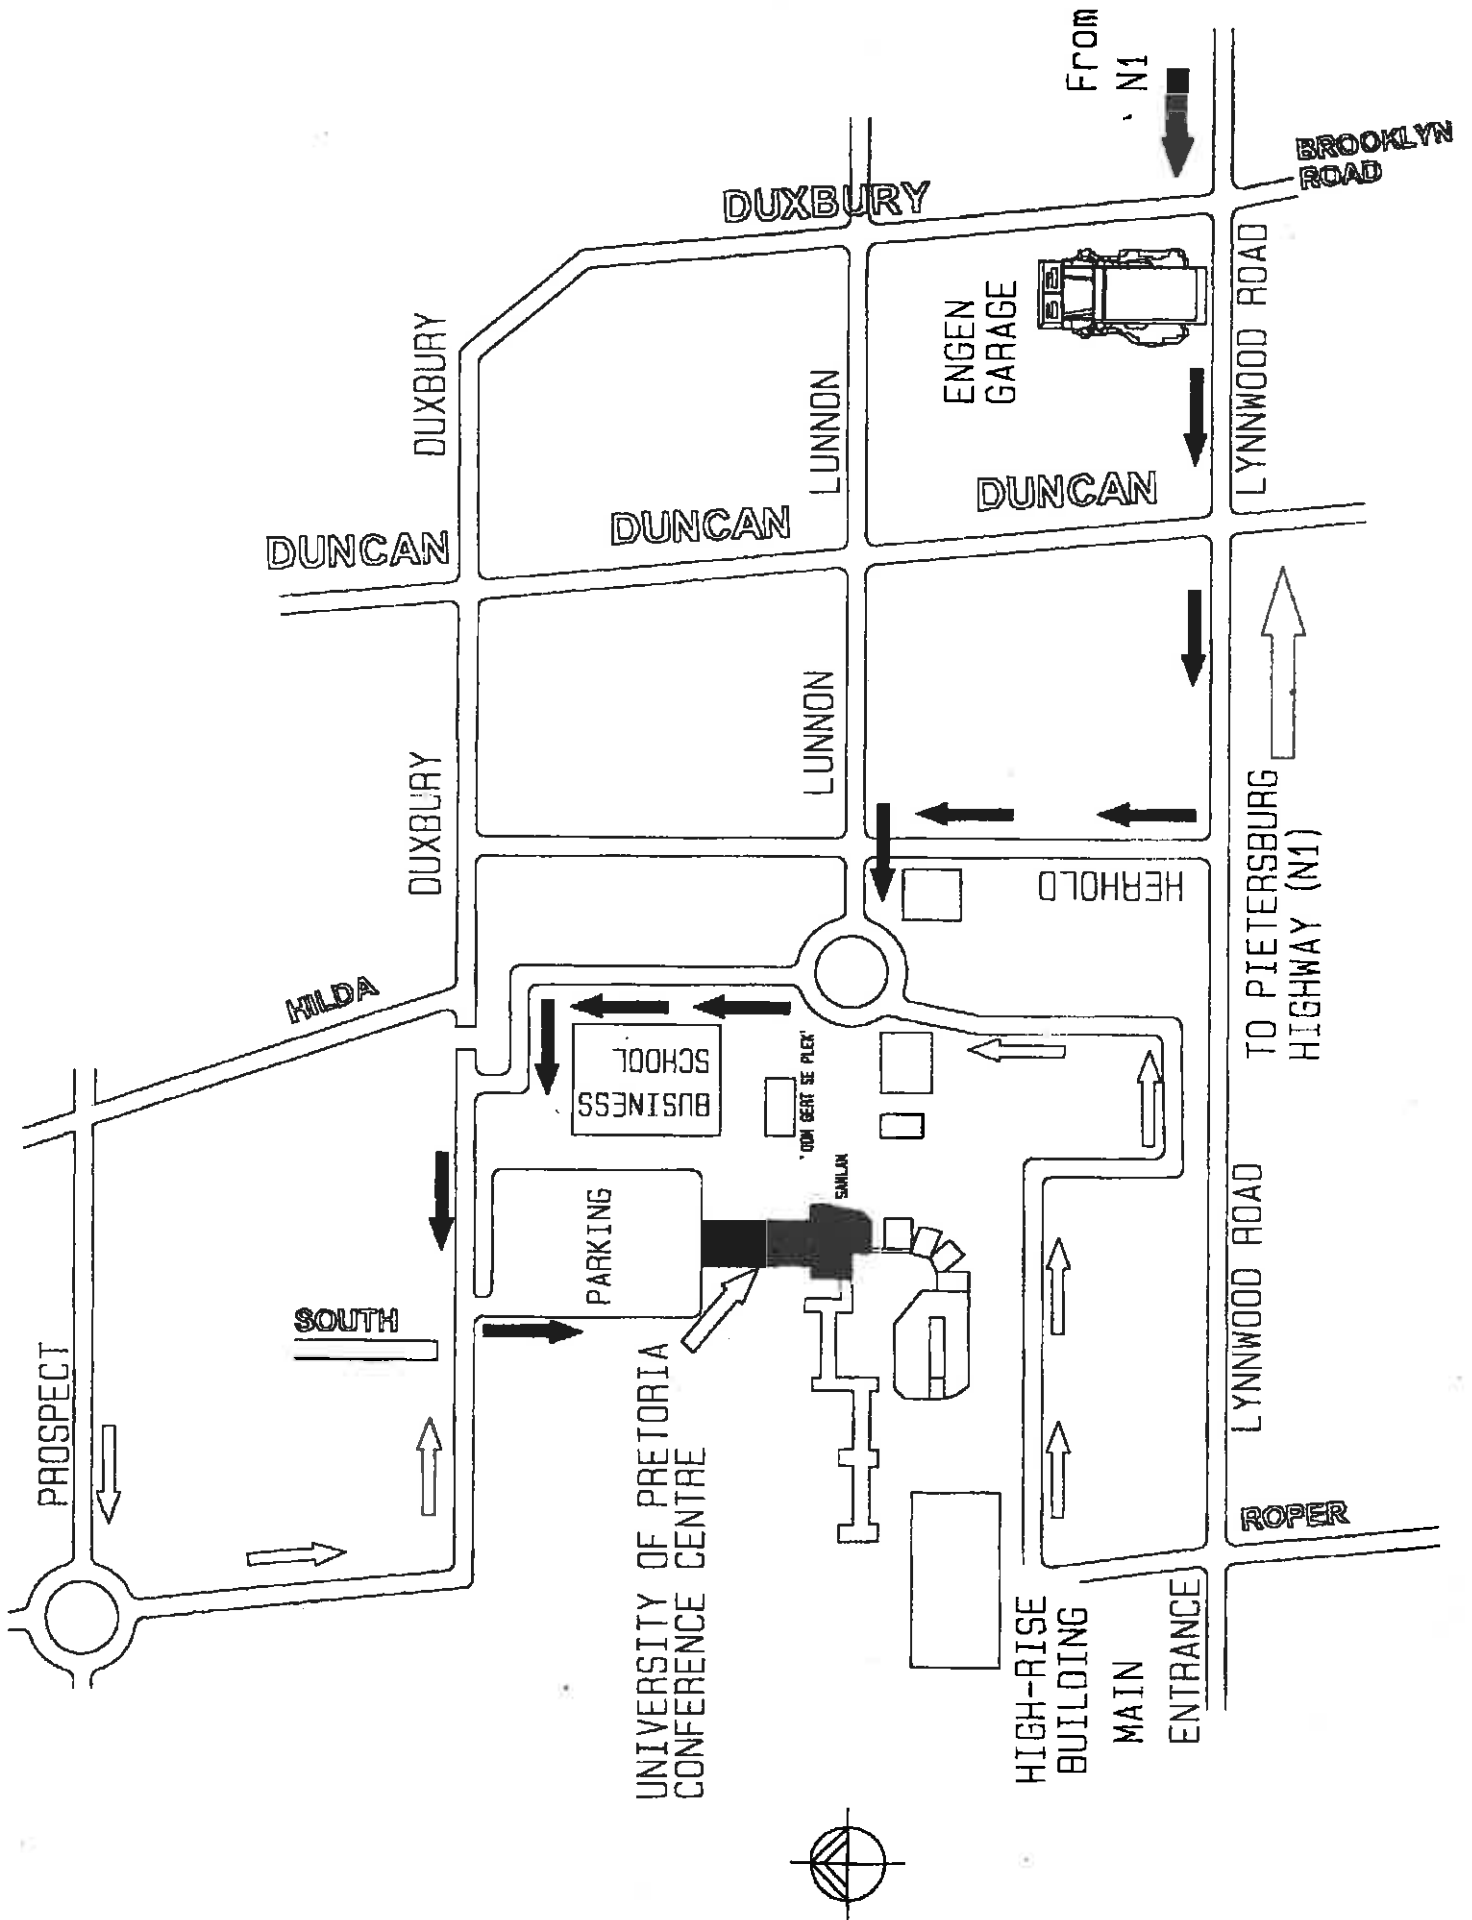 From
N1
BROOKLYN
ROAD
DUXBURY
DUXBURY
ENGEN
GARAGE
LYNNWOOD ROAD
LUNNON
DUNCAN
DUNCAN
DUNCAN
DUXBURY
LUNNON
HERHOLD
TO PIETERSBURG
HIGHWAY (N1)
HILDA
BUSINESS
SCHOOL
'OOM GERT SE PLEK'
SANLAM
PARKING
SOUTH
PROSPECT
UNIVERSITY OF PRETORIA
CONFERENCE CENTRE
LYNNWOOD ROAD
ROPER
HIGH-RISE
BUILDING
MAIN
ENTRANCE